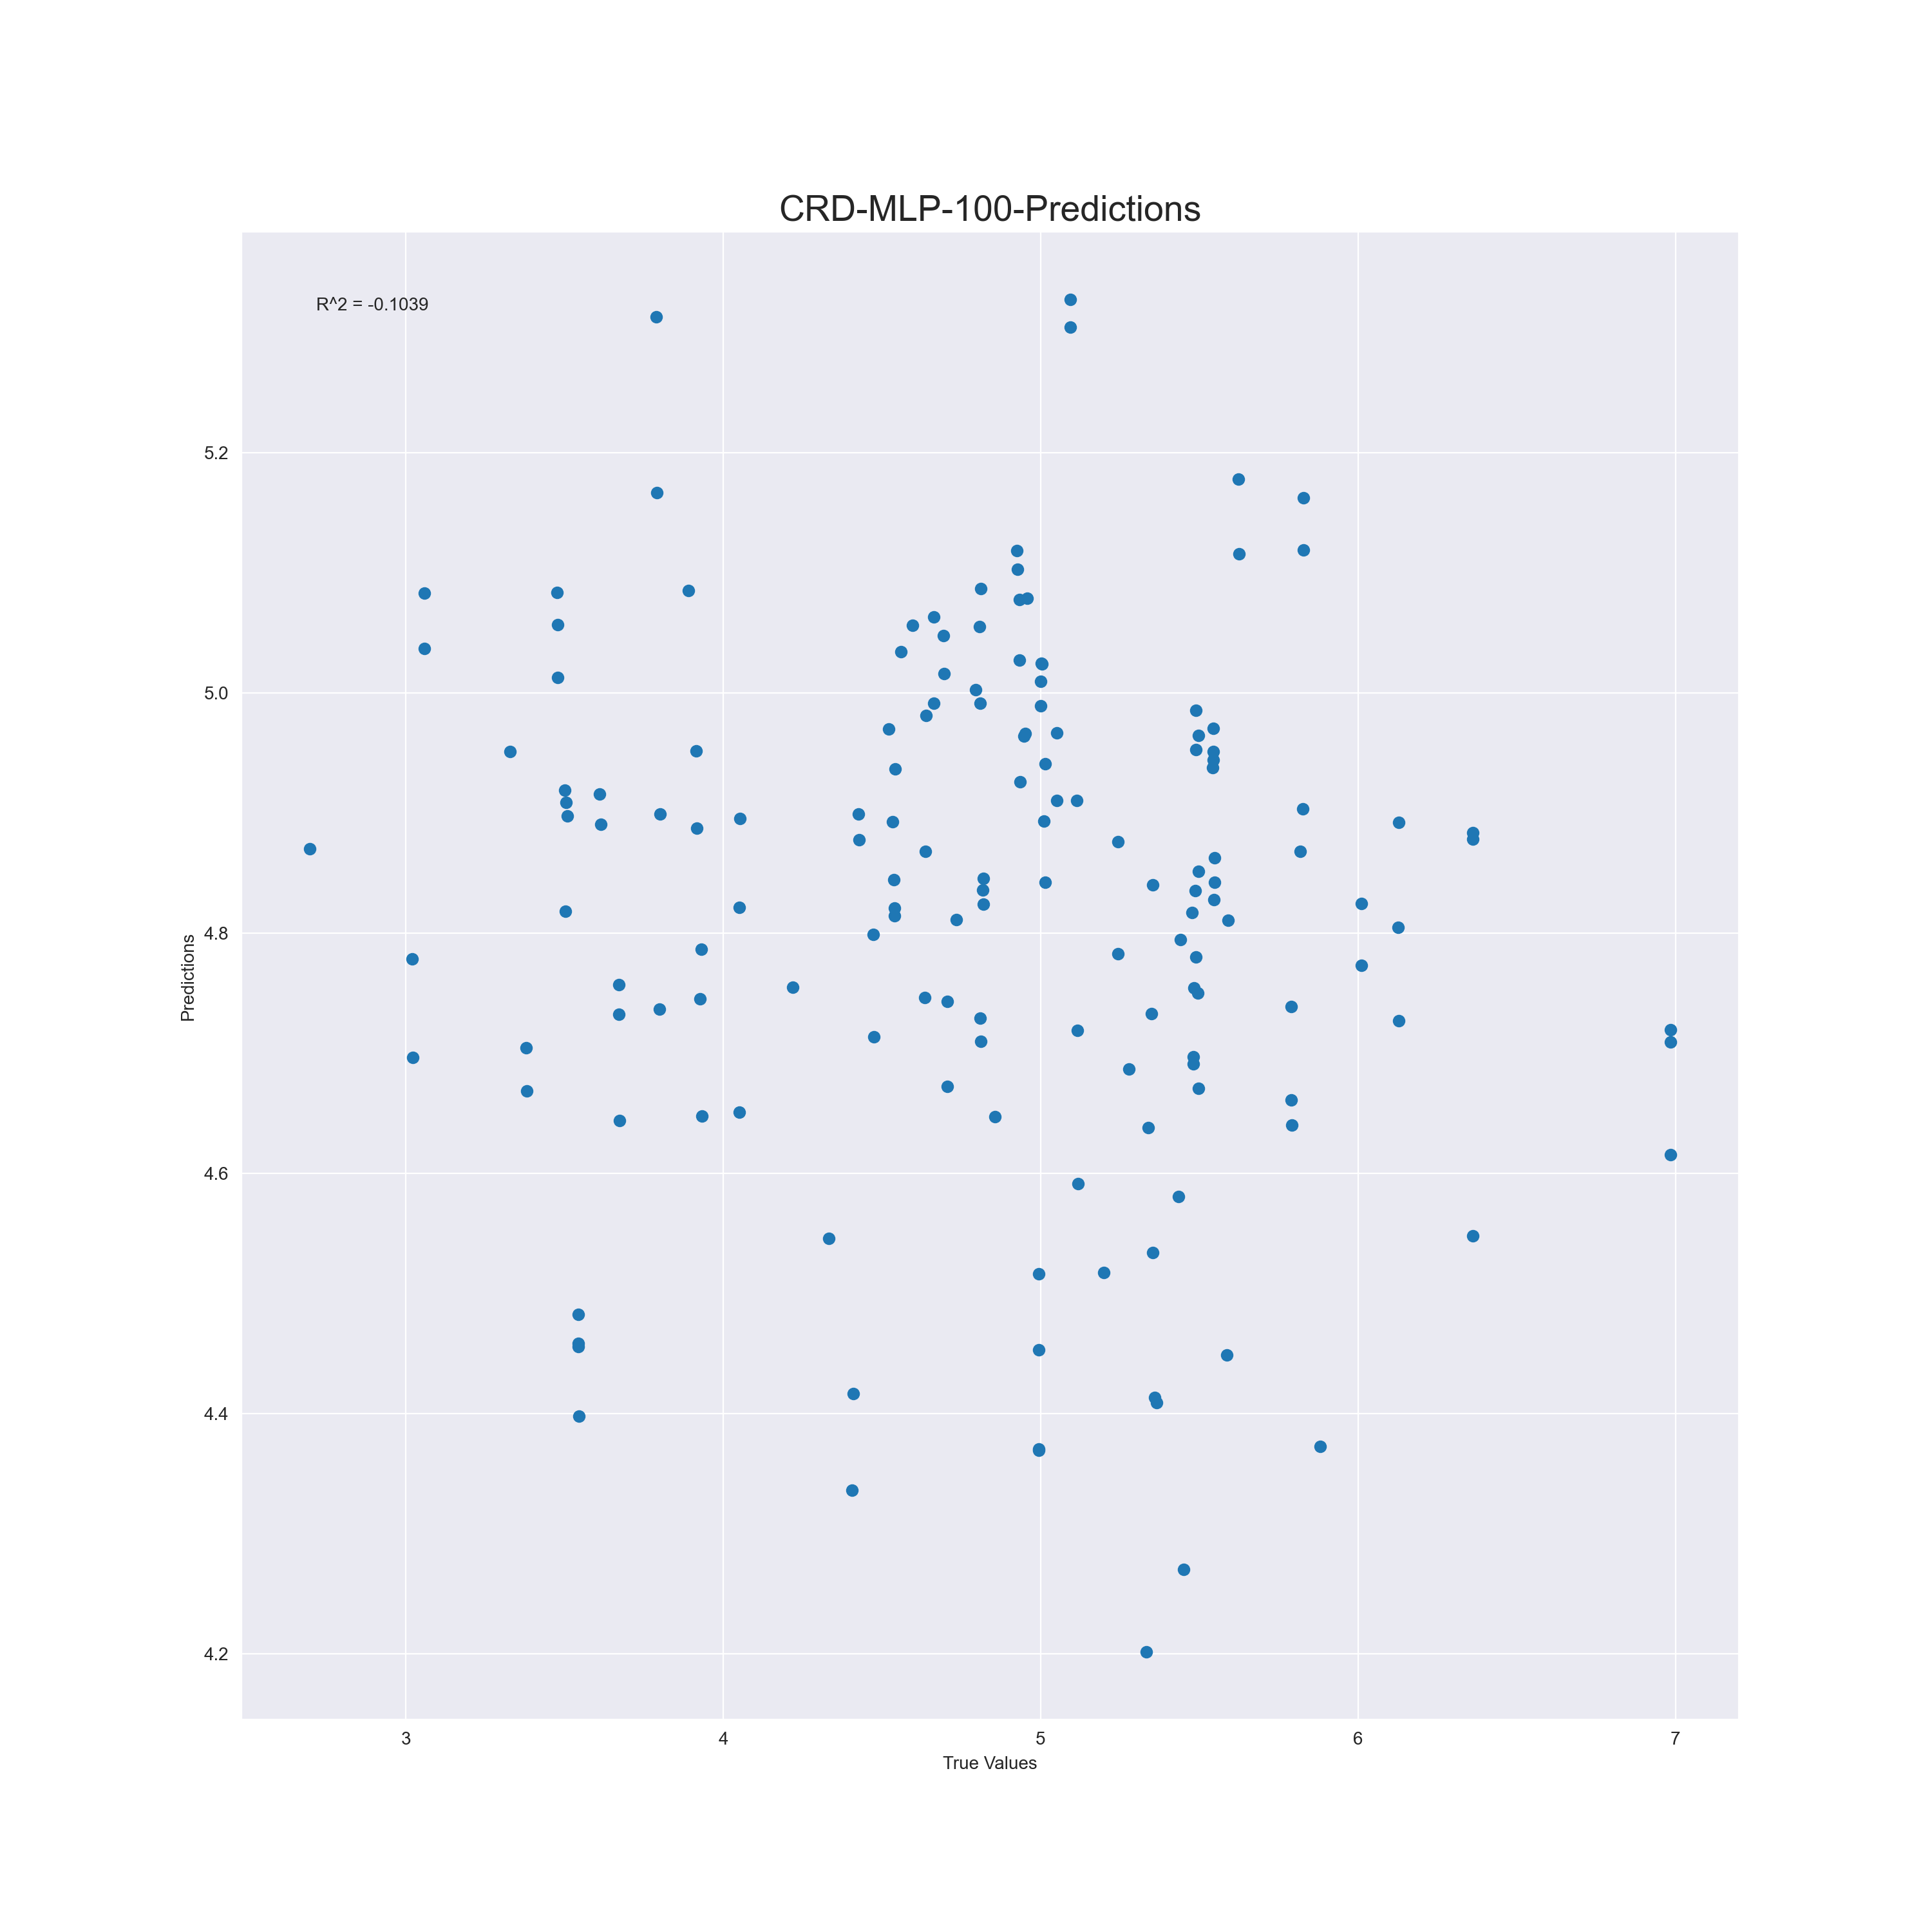 CRD-MLP-100-Predictions
R^2 = -0.1039
5.2
5.0
4.8
4.6
4.4
4.2
Predictions
3 4 5 6 7
True Values